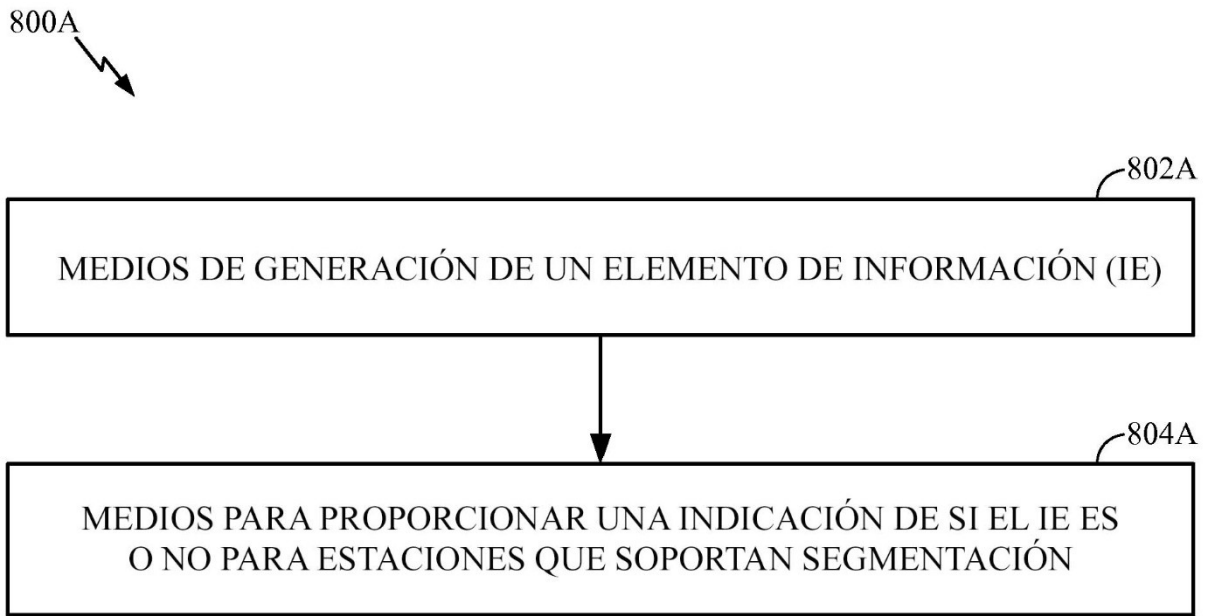 800A
802A
MEDIOS DE GENERACIÓN DE UN ELEMENTO DE INFORMACIÓN (IE)
804A
MEDIOS PARA PROPORCIONAR UNA INDICACIÓN DE SI EL IE ES
O NO PARA ESTACIONES QUE SOPORTAN SEGMENTACIÓN